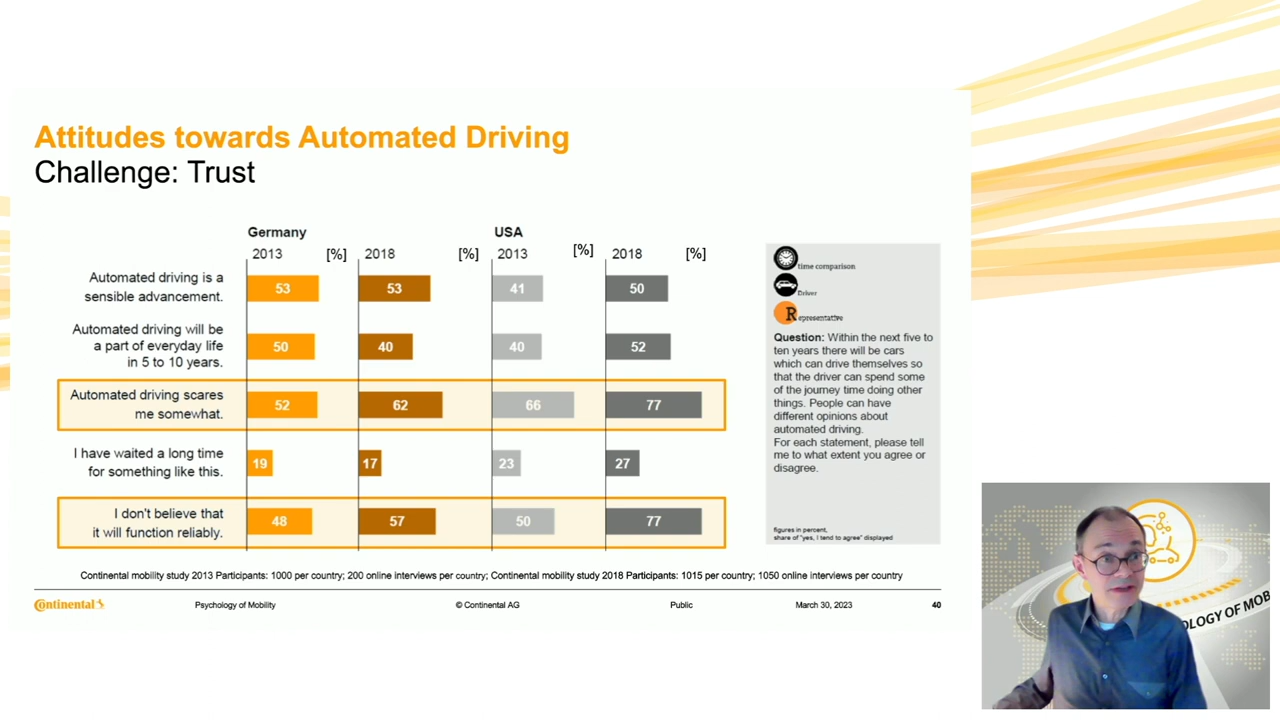 Attitudes towards Automated Driving
Challenge: Trust
Germany
USA
2013 [%] 2018 [%] 2013 [%] 2018 [%]
Automated driving is a
sensible advancement.
53 53 41 50
Automated driving will be
a part of everyday life
in 5 to 10 years.
50 40 40 52
Automated driving scares
me somewhat.
52 62 66 77
I have waited a long time
for something like this.
19 17 23 27
I don't believe that
it will function reliably.
48 57 50 77
time comparison
Driver
Representative
Question: Within the next five to
ten years there will be cars
which can drive themselves so
that the driver can spend some
of the journey time doing other
things. People can have
different opinions about
automated driving.
For each statement, please tell
me to what extent you agree or
disagree.
figures in percent,
share of "yes, I tend to agree" displayed
Continental mobility study 2013 Participants: 1000 per country; 200 online interviews per country; Continental mobility study 2018 Participants: 1015 per country; 1050 online interviews per country
Continental
Psychology of Mobility
© Continental AG
Public
March 30, 2023
40
OLOGY OF MOB